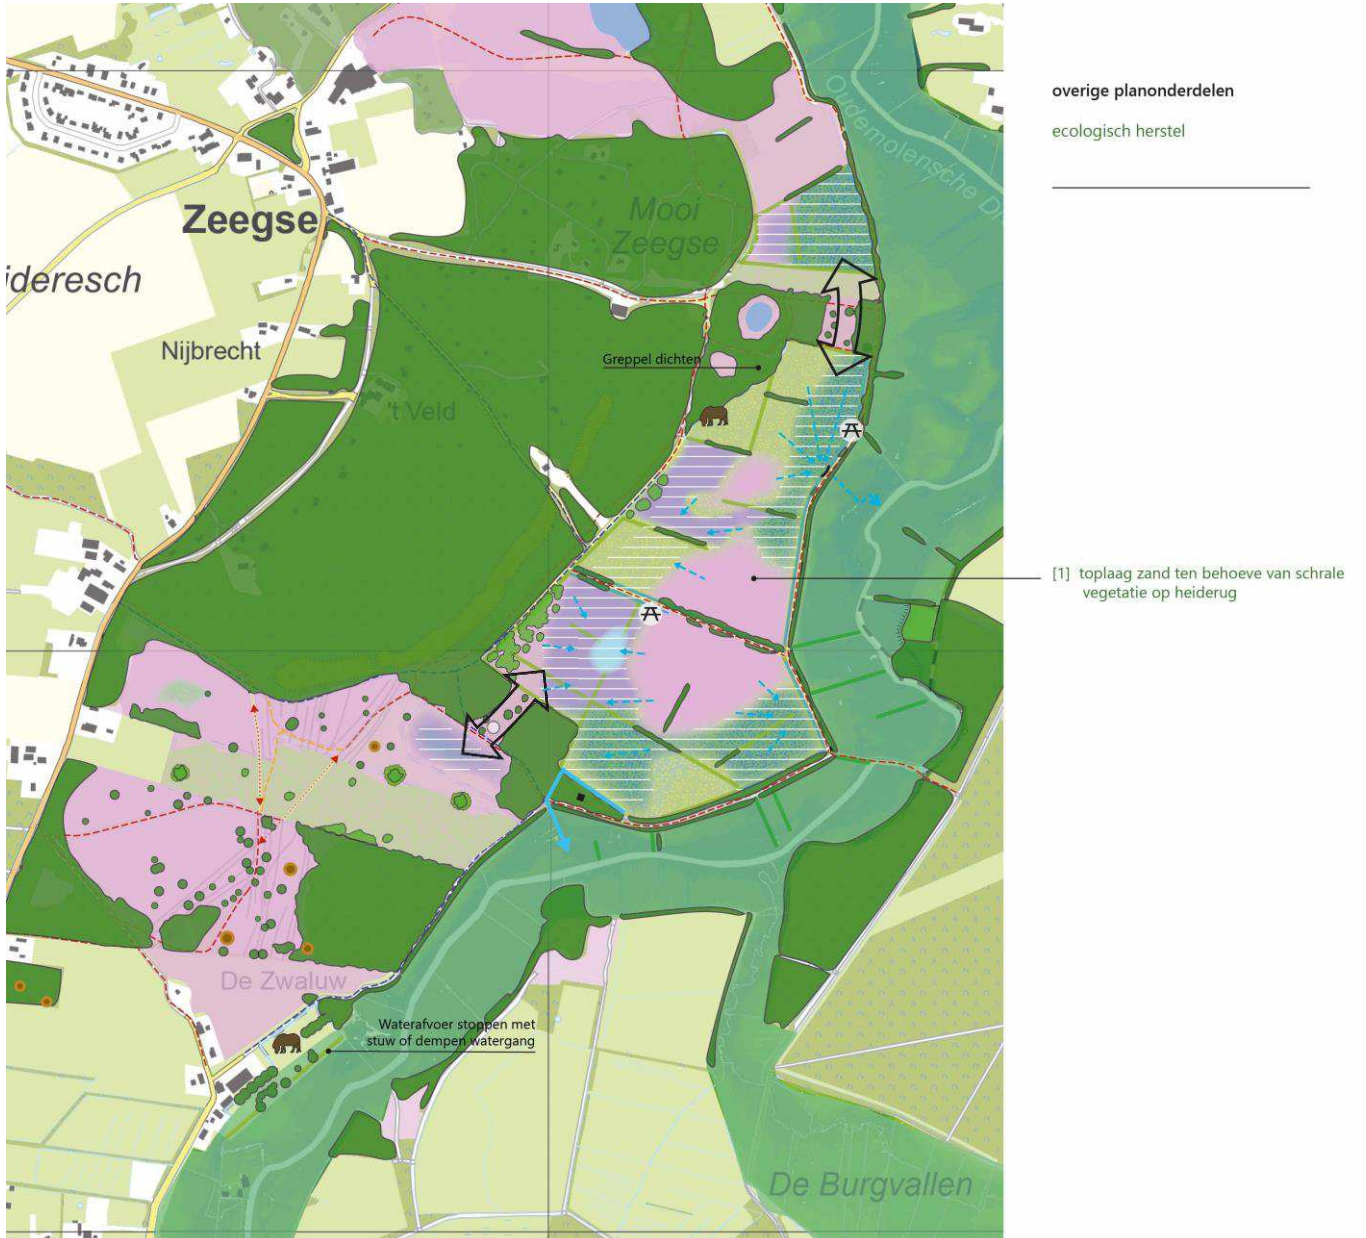 overige planonderdelen
ecologisch herstel
Oudemolensche Di
Mooi
Zeegse
Zeegse
ideresch
Nijbrecht
Greppel dichten
't Veld
[1] toplaag zand ten behoeve van schrale
vegetatie op heiderug
De Zwaluw
Waterafvoer stoppen met
stuw of dempen watergang
De Burgvallen